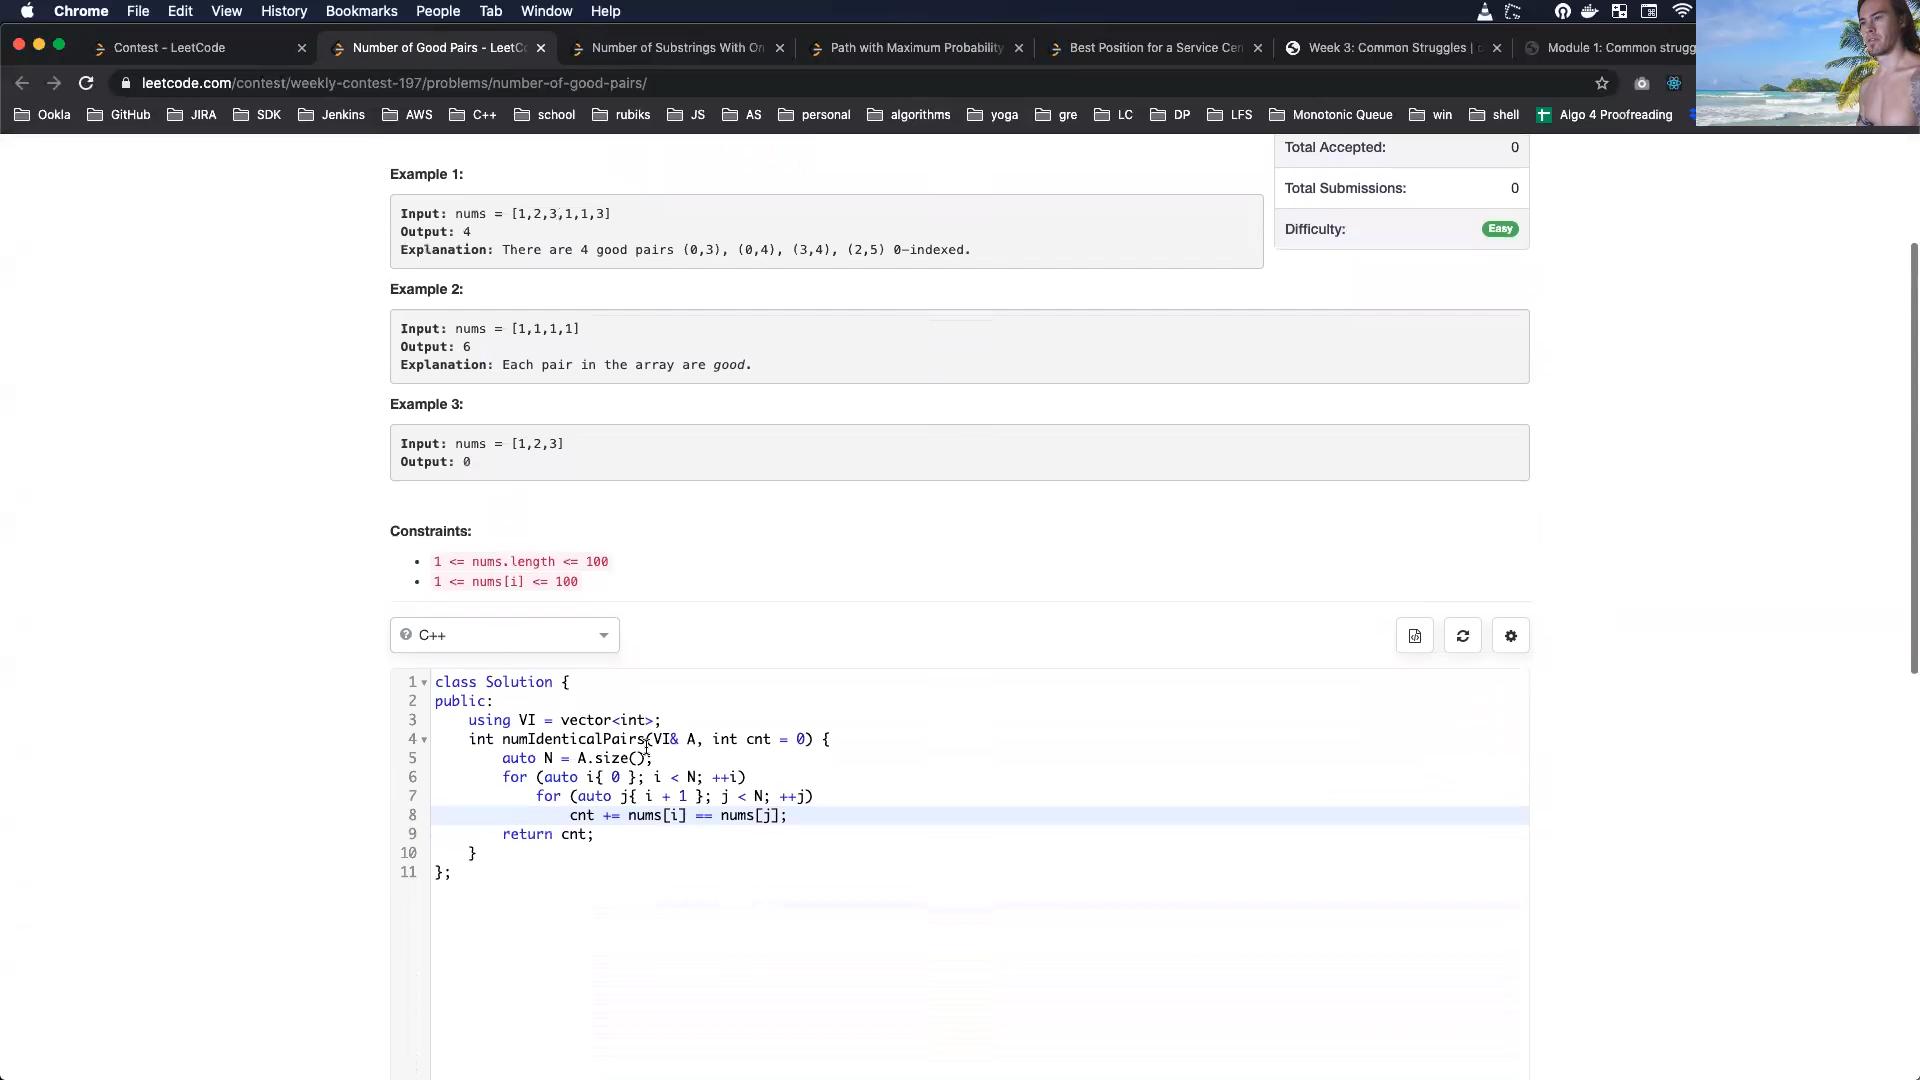 Chrome File Edit View History Bookmarks People Tab Window Help
Contest - LeetCode
Number of Good Pairs - LeetC
Number of Substrings With On
Path with Maximum Probability
Best Position for a Service Cen
Week 3: Common Struggles |
Module 1: Common strugg
leetcode.com/contest/weekly-contest-197/problems/number-of-good-pairs/
Ookla GitHub JIRA SDK Jenkins AWS C++ school rubiks JS AS personal algorithms yoga gre LC DP LFS Monotonic Queue win shell Algo 4 Proofreading
Total Accepted: 0
Total Submissions: 0
Difficulty: Easy
Example 1:
Input: nums = [1,2,3,1,1,3]
Output: 4
Explanation: There are 4 good pairs (0,3), (0,4), (3,4), (2,5) 0-indexed.
Example 2:
Input: nums = [1,1,1,1]
Output: 6
Explanation: Each pair in the array are good.
Example 3:
Input: nums = [1,2,3]
Output: 0
Constraints:
1 <= nums.length <= 100
1 <= nums[i] <= 100
C++
1 class Solution {
2 public:
3     using VI = vector<int>;
4     int numIdenticalPairs(VI& A, int cnt = 0) {
5         auto N = A.size();
6         for (auto i{ 0 }; i < N; ++i)
7             for (auto j{ i + 1 }; j < N; ++j)
8                 cnt += nums[i] == nums[j];
9         return cnt;
10     }
11 };